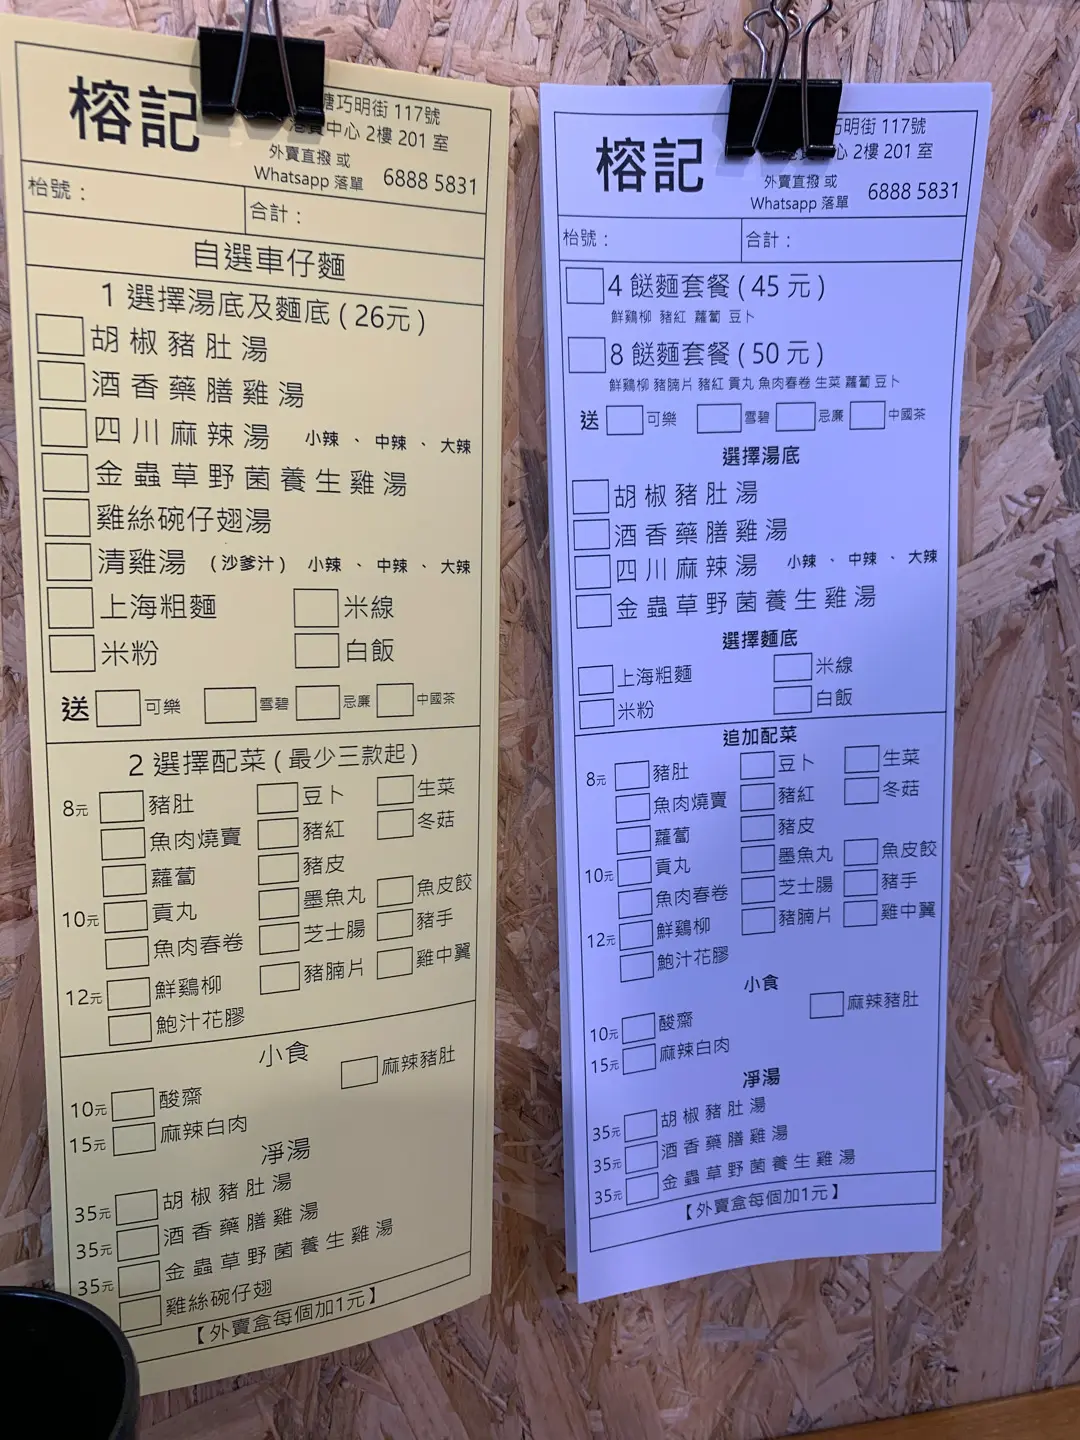 榕記
巧明街 117號
中心 2樓 201 室
外賣直撥 或
Whatsapp 落單 6888 5831
枱號：
合計：
自選車仔麵
1 選擇湯底及麵底 ( 26元 )
胡椒豬肚湯
酒香藥膳雞湯
四川麻辣湯 小辣 、 中辣 、 大辣
金蟲草野菌養生雞湯
雞絲碗仔翅湯
清雞湯 （沙爹汁） 小辣 、 中辣 、 大辣
上海粗麵 米線
米粉 白飯
送 可樂 雪碧 忌廉 中國茶
2 選擇配菜 ( 最少三款起 )
8元 豬肚 豆卜 生菜
魚肉燒賣 豬紅 冬菇
蘿蔔 豬皮
10元 貢丸 墨魚丸 魚皮餃
魚肉春卷 芝士腸 豬手
12元 鮮鷄柳 豬腩片 雞中翼
鮑汁花膠
小食
麻辣豬肚
10元 酸齋
15元 麻辣白肉
凈湯
35元 胡椒豬肚湯
35元 酒香藥膳雞湯
35元 金蟲草野菌養生雞湯
雞絲碗仔翅
【外賣盒每個加1元】
榕記
明街 117號
心 2樓 201 室
外賣直撥 或
Whatsapp 落單 6888 5831
枱號：
合計：
4 餸麵套餐 ( 45 元 )
鮮鷄柳 豬紅 蘿蔔 豆卜
8 餸麵套餐 ( 50 元 )
鮮鷄柳 豬腩片 豬紅 貢丸 魚肉春卷 生菜 蘿蔔 豆卜
送 可樂 雪碧 忌廉 中國茶
選擇湯底
胡椒豬肚湯
酒香藥膳雞湯
四川麻辣湯 小辣 、 中辣 、 大辣
金蟲草野菌養生雞湯
選擇麵底
上海粗麵 米線
米粉 白飯
追加配菜
8元 豬肚 豆卜 生菜
魚肉燒賣 豬紅 冬菇
蘿蔔 豬皮
10元 貢丸 墨魚丸 魚皮餃
魚肉春卷 芝士腸 豬手
12元 鮮鷄柳 豬腩片 雞中翼
鮑汁花膠
小食
麻辣豬肚
10元 酸齋
15元 麻辣白肉
凈湯
35元 胡椒豬肚湯
35元 酒香藥膳雞湯
35元 金蟲草野菌養生雞湯
【外賣盒每個加1元】